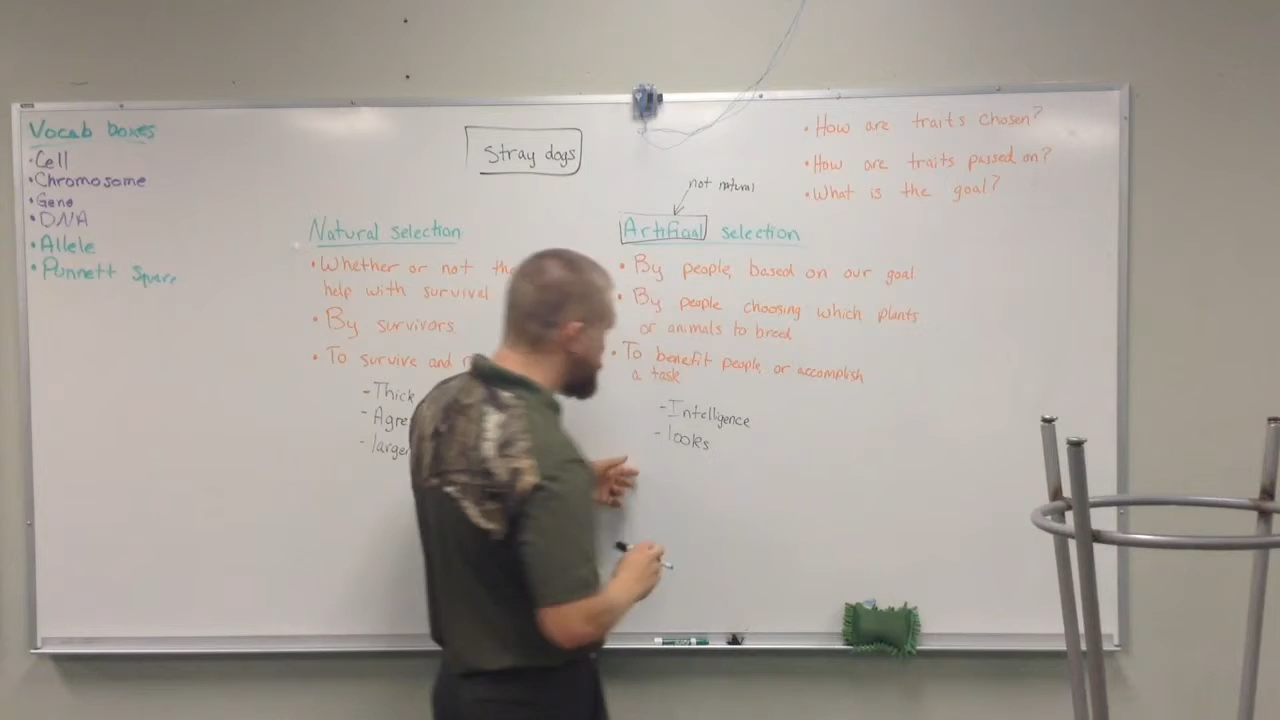 Vocab boxes
•Cell
•Chromosome
•Gene
•DNA
•Allele
•Punnett Square
Stray dogs
•How are traits chosen?
•How are traits passed on?
•What is the goal?
not natural
Natural selection
•Whether or not the
help with survival
•By survivors
•To survive and
-Thick
-Agre
-larger
Artifical selection
•By people, based on our goal
•By people choosing which plants
or animals to breed
•To benefit people, or accomplish
a task
-Intelligence
-looks